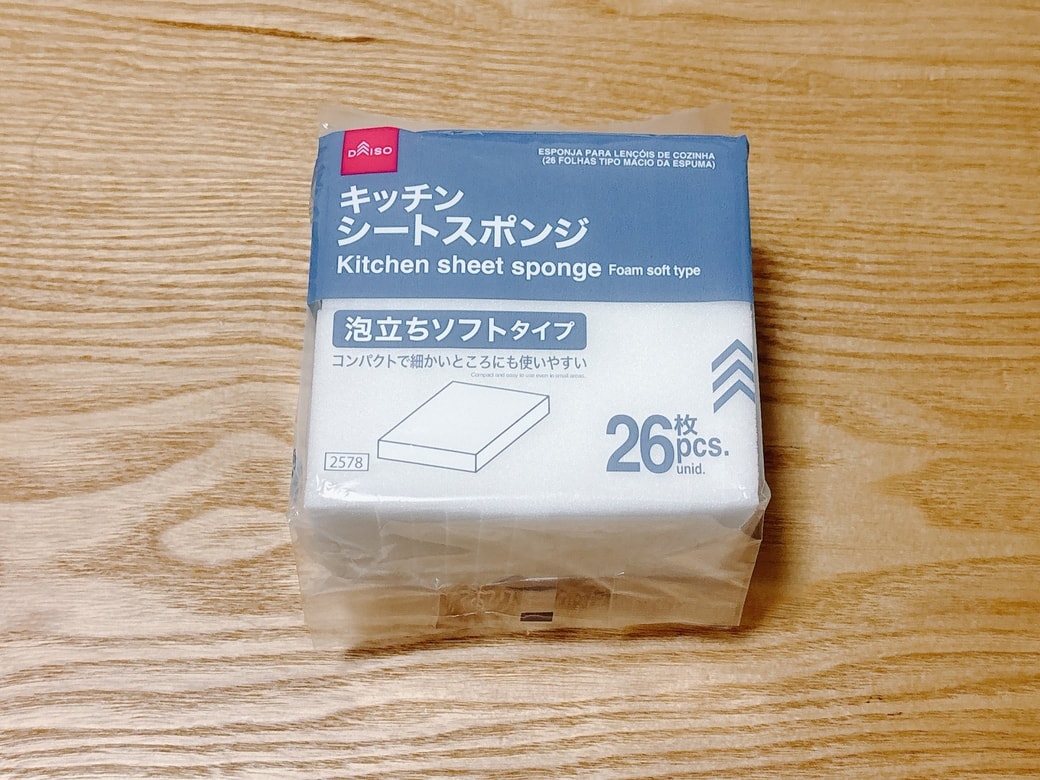 DAISO
ESPONJA PARA LENÇÓIS DE COZINHA
(26 FOLHAS TIPO MÁCIO DA ESPUMA)
キッチン
シートスポンジ
Kitchen sheet sponge Foam soft type
泡立ちソフトタイプ
コンパクトで細かいところにも使いやすい
Compact and easy to use even in small areas.
2578
26枚
pcs.
unid.